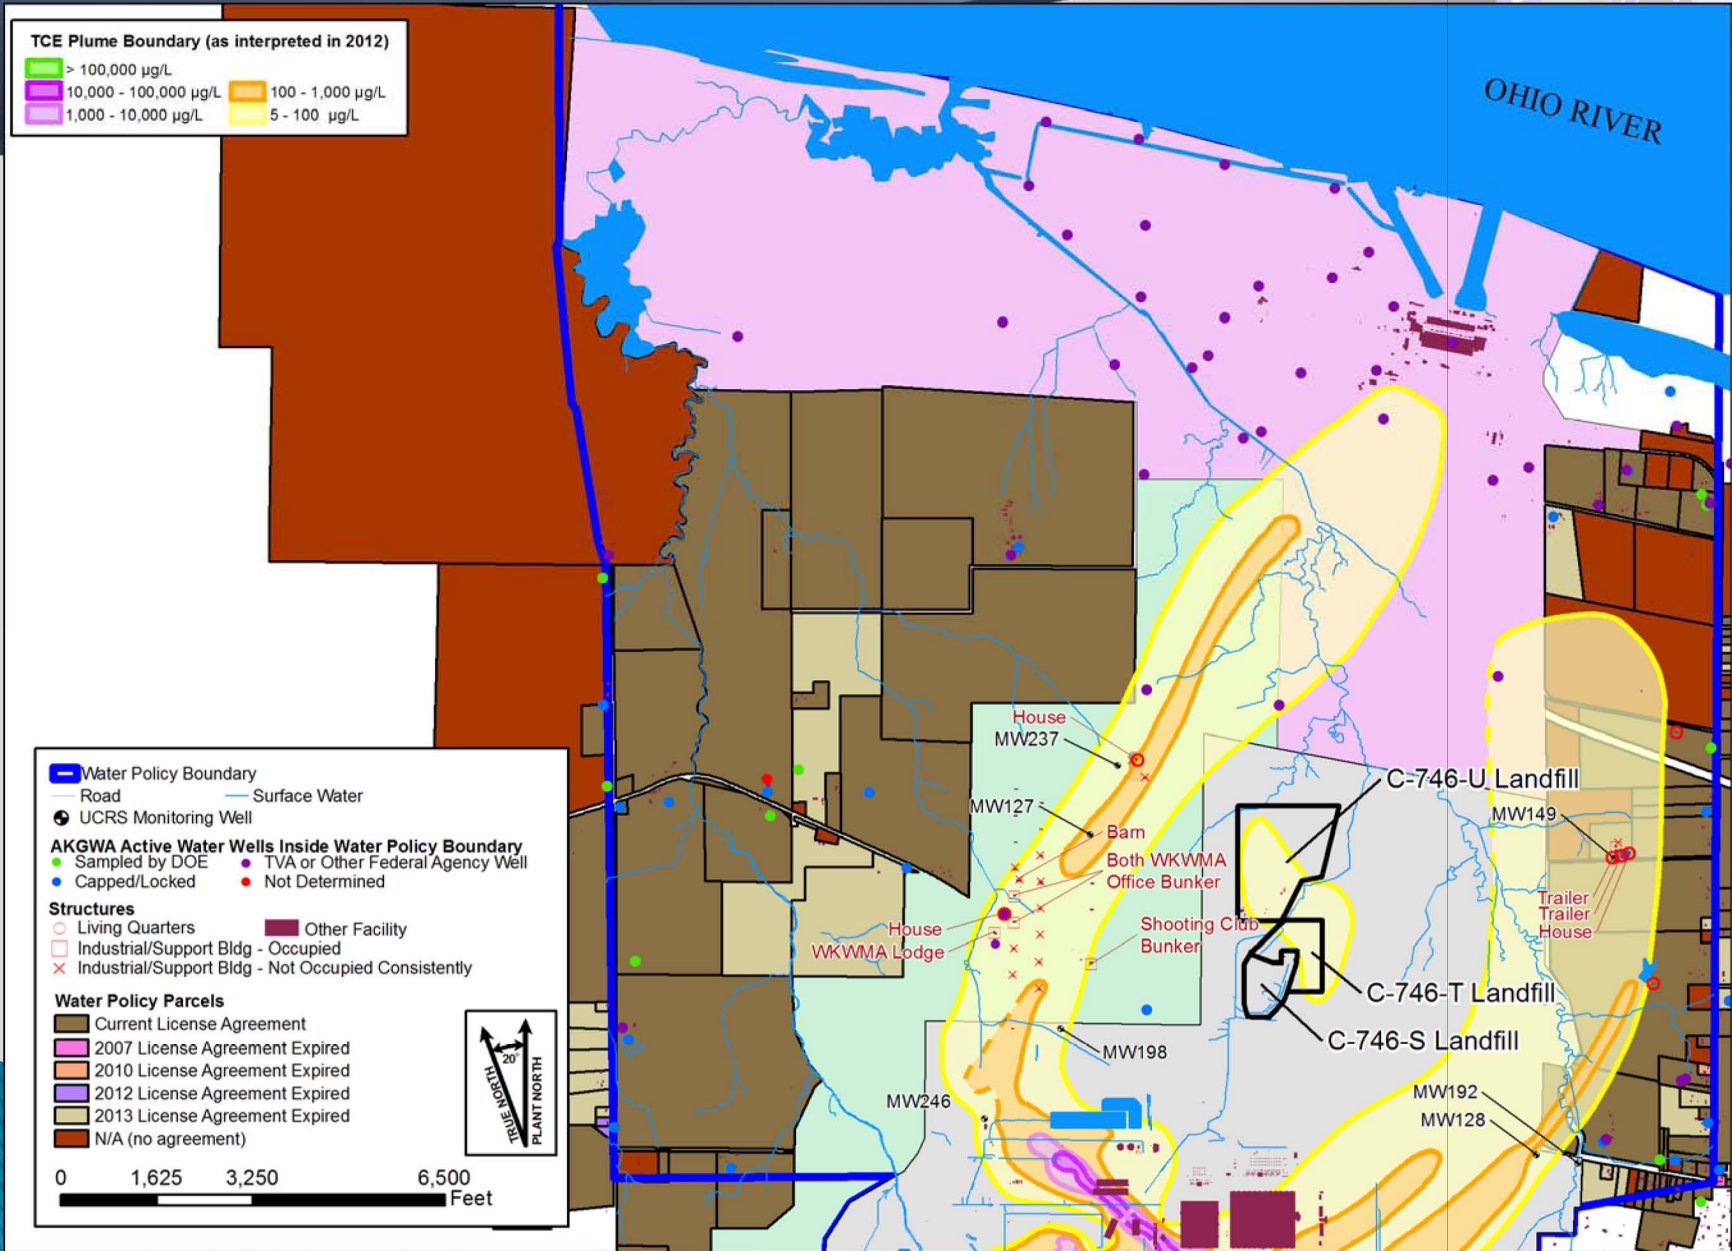 TCE Plume Boundary (as interpreted in 2012)
> 100,000 µg/L
10,000 - 100,000 µg/L
100 - 1,000 µg/L
1,000 - 10,000 µg/L
5 - 100 µg/L
OHIO RIVER
House
MW237
C-746-U Landfill
MW127
MW149
Barn
Both WKWMA
Office Bunker
Trailer
Trailer
House
Shooting Club
Bunker
House
WKWMA Lodge
C-746-T Landfill
C-746-S Landfill
MW198
MW246
MW192
MW128
Water Policy Boundary
Road
Surface Water
UCRS Monitoring Well
AKGWA Active Water Wells Inside Water Policy Boundary
Sampled by DOE
TVA or Other Federal Agency Well
Capped/Locked
Not Determined
Structures
Living Quarters
Other Facility
Industrial/Support Bldg - Occupied
Industrial/Support Bldg - Not Occupied Consistently
Water Policy Parcels
Current License Agreement
2007 License Agreement Expired
2010 License Agreement Expired
2012 License Agreement Expired
2013 License Agreement Expired
N/A (no agreement)
20°
TRUE NORTH
PLANT NORTH
0 1,625 3,250 6,500
Feet